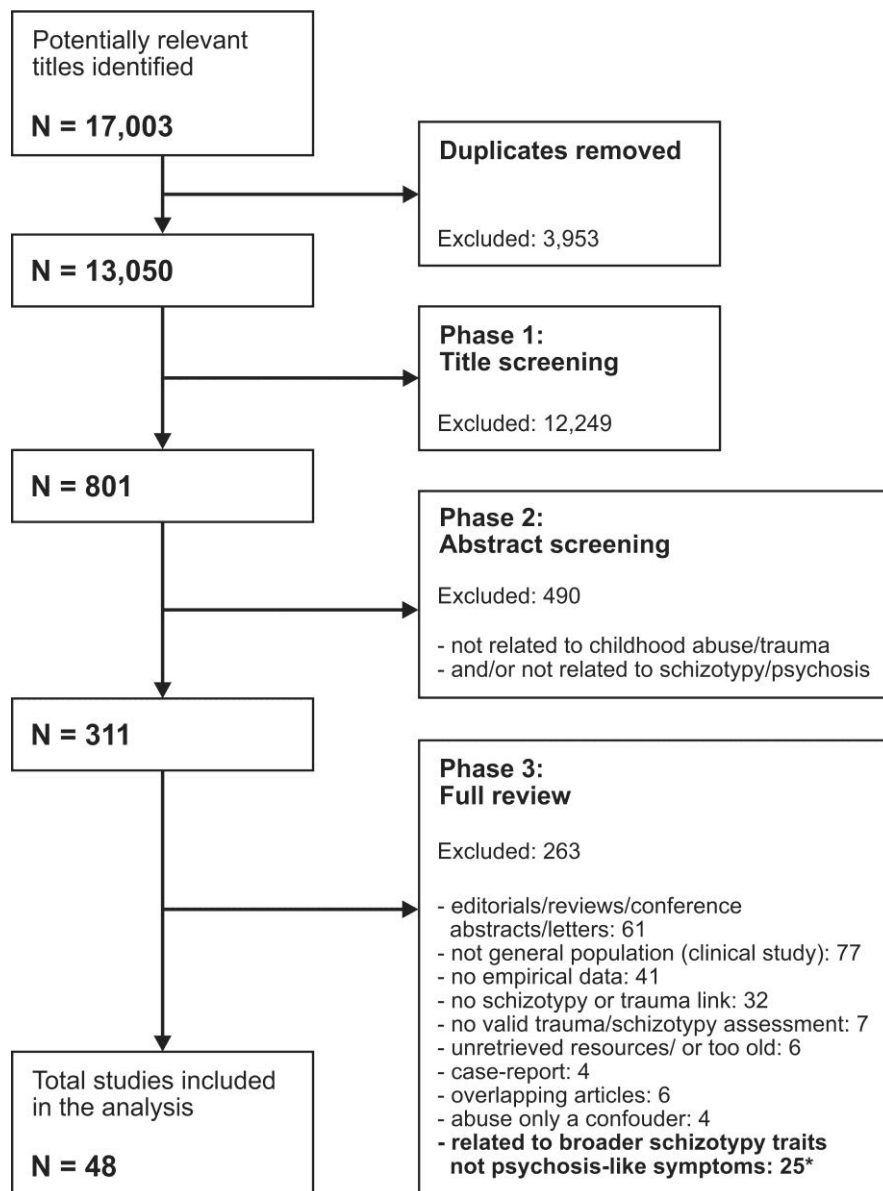 Potentially relevant
titles identified
N = 17,003
Duplicates removed
Excluded: 3,953
N = 13,050
Phase 1:
Title screening
Excluded: 12,249
N = 801
Phase 2:
Abstract screening
Excluded: 490
- not related to childhood abuse/trauma
- and/or not related to schizotypy/psychosis
N = 311
Phase 3:
Full review
Excluded: 263
- editorials/reviews/conference
abstracts/letters: 61
- not general population (clinical study): 77
- no empirical data: 41
- no schizotypy or trauma link: 32
- no valid trauma/schizotypy assessment: 7
- unretrieved resources/ or too old: 6
- case-report: 4
- overlapping articles: 6
- abuse only a confouder: 4
- related to broader schizotypy traits
not psychosis-like symptoms: 25*
Total studies included
in the analysis
N = 48